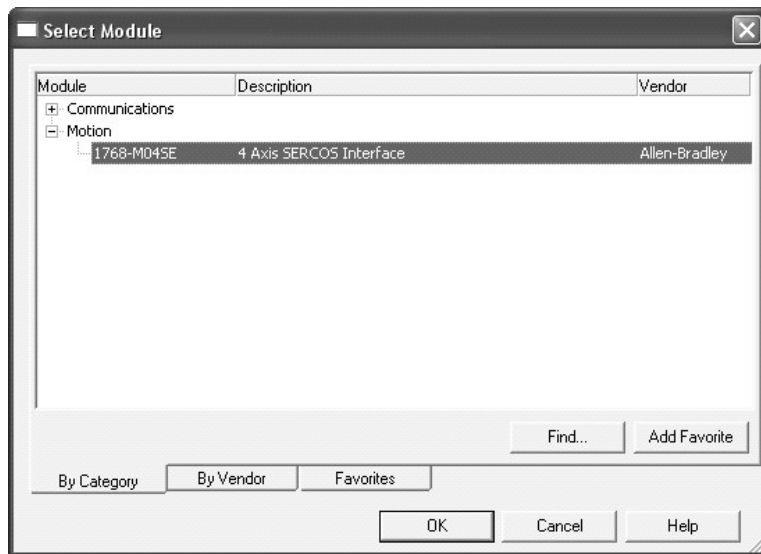 Select Module
Module Description Vendor
Communications
Motion
1768-M04SE 4 Axis SERCOS Interface Allen-Bradley
Find... Add Favorite
By Category By Vendor Favorites
OK Cancel Help